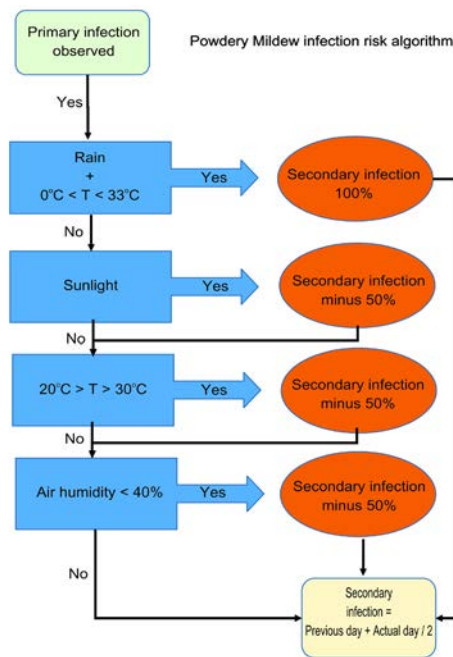 Primary infection
observed
Powdery Mildew infection risk algorithm
Yes
Rain
+
0°C < T < 33°C
Yes
Secondary infection
100%
No
Sunlight
Yes
Secondary infection
minus 50%
No
20°C > T > 30°C
Yes
Secondary infection
minus 50%
No
Air humidity < 40%
Yes
Secondary infection
minus 50%
No
Secondary
infection =
Previous day + Actual day / 2